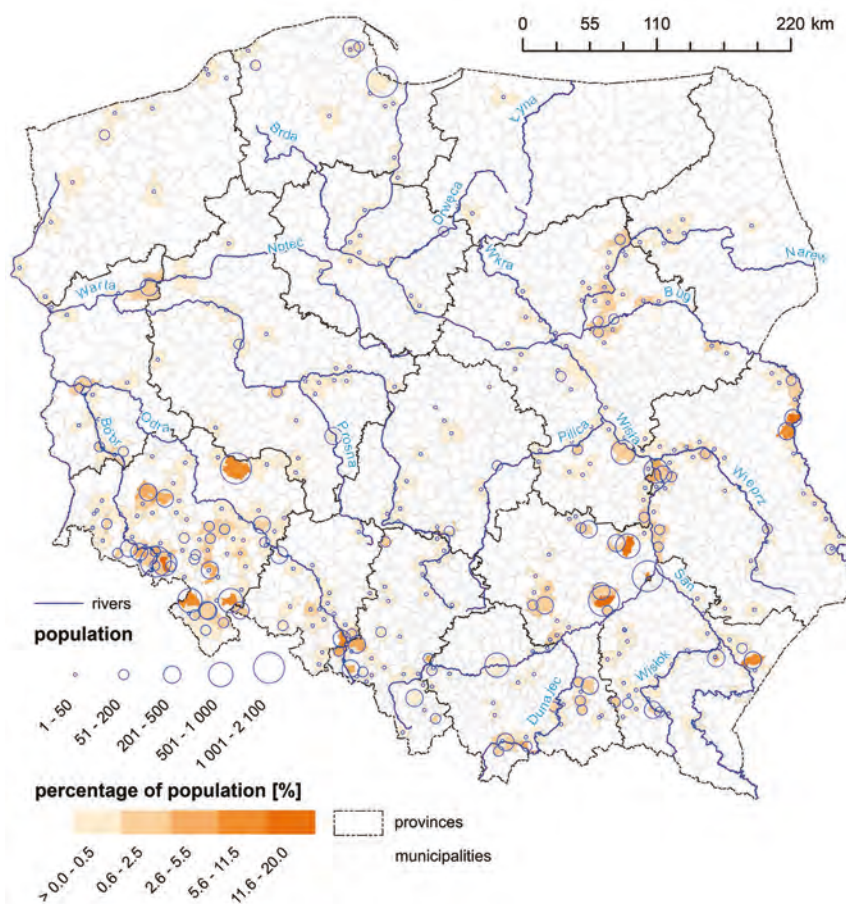 0 55 110 220 km
Łyna
Brda
Drwęca
Noteć
Wkra
Narew
Warta
Bug
Bóbr
Odra
Prosna
Pilica
Wisła
Wieprz
San
Wisłok
Dunajec
rivers
population
1 - 50
51 - 200
201 - 500
501 - 1 000
1 001 - 2 100
percentage of population [%]
> 0.0 - 0.5
0.6 - 2.5
2.6 - 5.5
5.6 - 11.5
11.6 - 20.0
provinces
municipalities